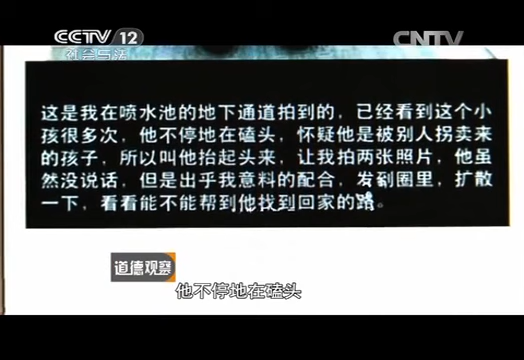 CCTV 12
社会与法
CNTV
这是我在喷水池的地下通道拍到的，已经看到这个小
孩很多次，他不停地在磕头，怀疑他是被别人拐卖来
的孩子，所以叫他抬起头来，让我拍两张照片，他虽
然没说话，但是出乎我意料的配合，发到圈里，扩散
一下，看看能不能帮到他找到回家的路。
道德观察
他不停地在磕头